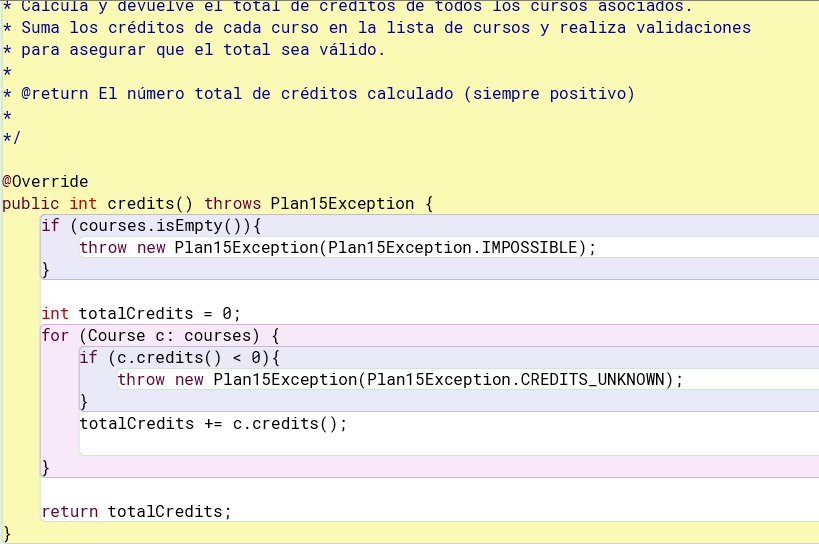 * Calcula y devuelve el total de créditos de todos los cursos asociados.
* Suma los créditos de cada curso en la lista de cursos y realiza validaciones
* para asegurar que el total sea válido.
*
* @return El número total de créditos calculado (siempre positivo)
*
*/
@Override
public int credits() throws Plan15Exception {
if (courses.isEmpty()){
throw new Plan15Exception(Plan15Exception.IMPOSSIBLE);
}
int totalCredits = 0;
for (Course c: courses) {
if (c.credits() < 0){
throw new Plan15Exception(Plan15Exception.CREDITS_UNKNOWN);
}
totalCredits += c.credits();
}
return totalCredits;
}